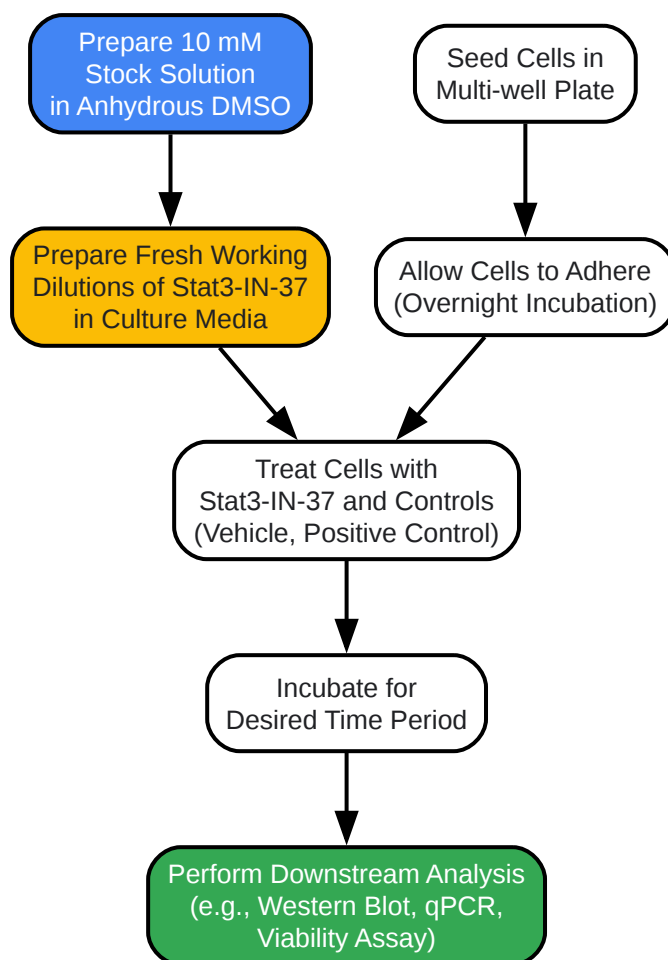 Prepare 10 mM
Stock Solution
in Anhydrous DMSO
Seed Cells in
Multi-well Plate
Prepare Fresh Working
Dilutions of Stat3-IN-37
in Culture Media
Allow Cells to Adhere
(Overnight Incubation)
Treat Cells with
Stat3-IN-37 and Controls
(Vehicle, Positive Control)
Incubate for
Desired Time Period
Perform Downstream Analysis
(e.g., Western Blot, qPCR,
Viability Assay)